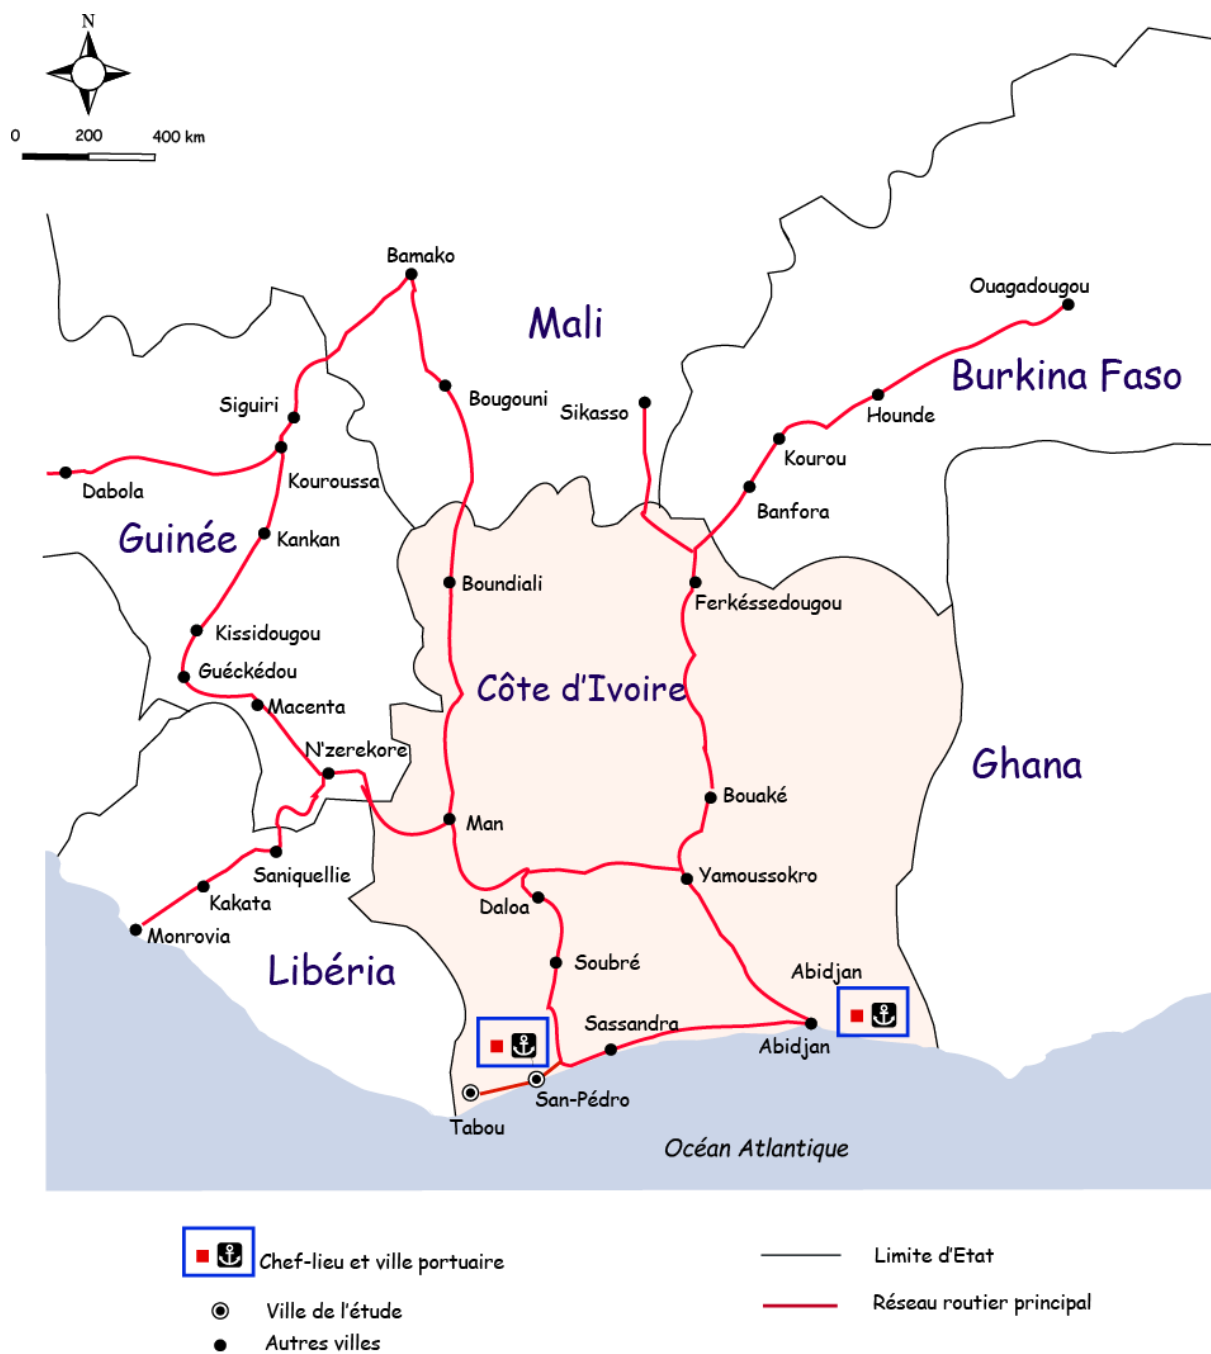 N
0 200 400 km
Bamako
Ouagadougou
Mali
Burkina Faso
Siguiri
Bougouni
Sikasso
Hounde
Kourou
Kouroussa
Dabola
Banfora
Guinée
Kankan
Boundiali
Ferkéssedougou
Kissidougou
Guéckédou
Côte d'Ivoire
Macenta
N'zerekore
Ghana
Bouaké
Man
Saniquellie
Yamoussokro
Kakata
Daloa
Monrovia
Libéria
Soubré
Abidjan
Sassandra
Abidjan
San-Pédro
Tabou
Océan Atlantique
Chef-lieu et ville portuaire
Limite d'Etat
Ville de l'étude
Réseau routier principal
Autres villes